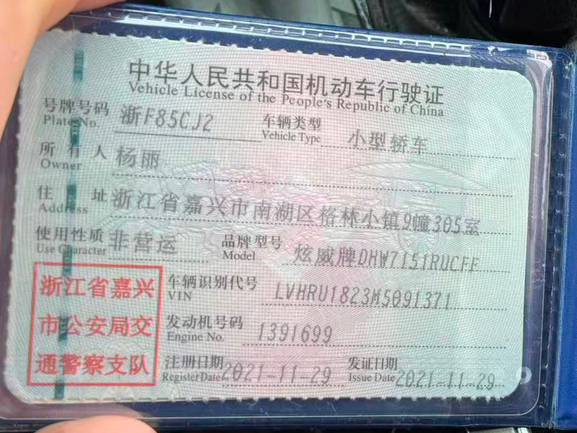 中华人民共和国机动车行驶证
Vehicle License of the People's Republic of China
号牌号码 浙F85CJ2 车辆类型 小型轿车
Plate No. Vehicle Type
所有人 杨丽
Owner
住址 浙江省嘉兴市南湖区格林小镇9幢305室
Address
使用性质 非营运 品牌型号 炫威牌DHW7151RUCFF
Use Character Model
浙江省嘉兴
市公安局交
通警察支队
车辆识别代号 LVHRU1823M5091371
VIN
发动机号码 1391699
Engine No.
注册日期 2021-11-29 发证日期 2021-11-29
Register Date Issue Date